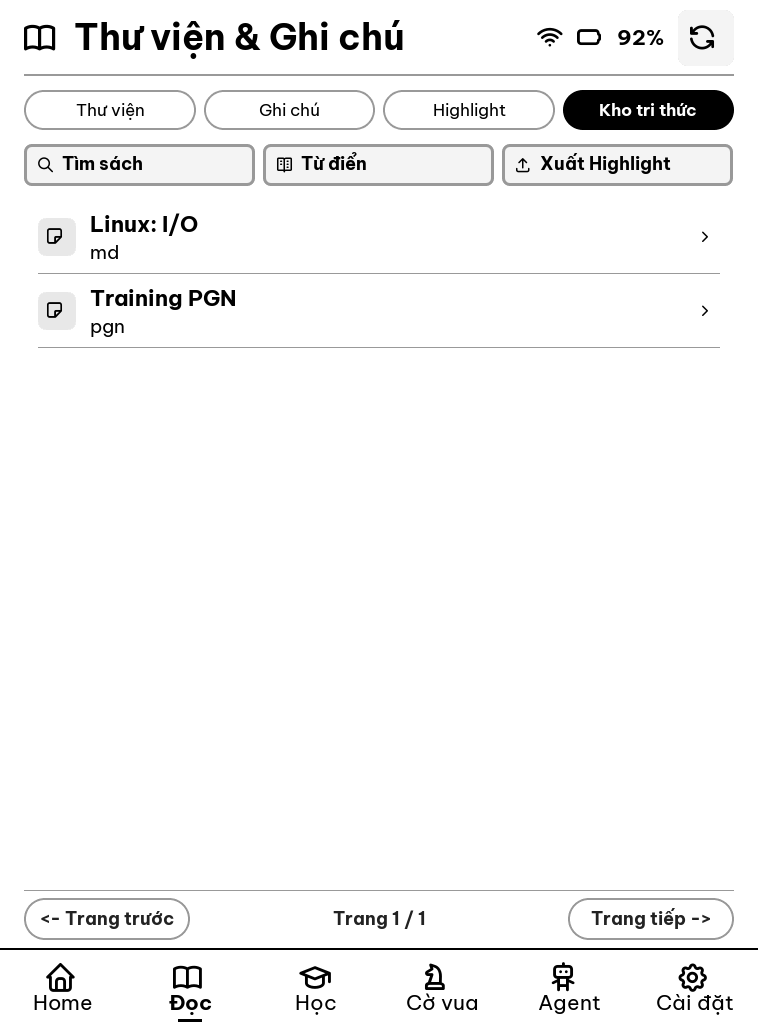 Thư viện & Ghi chú 92%
Thư viện Ghi chú Highlight Kho tri thức
Tìm sách Từ điển Xuất Highlight
Linux: I/O
md
Training PGN
pgn
<- Trang trước Trang 1 / 1 Trang tiếp ->
Home Đọc Học Cờ vua Agent Cài đặt